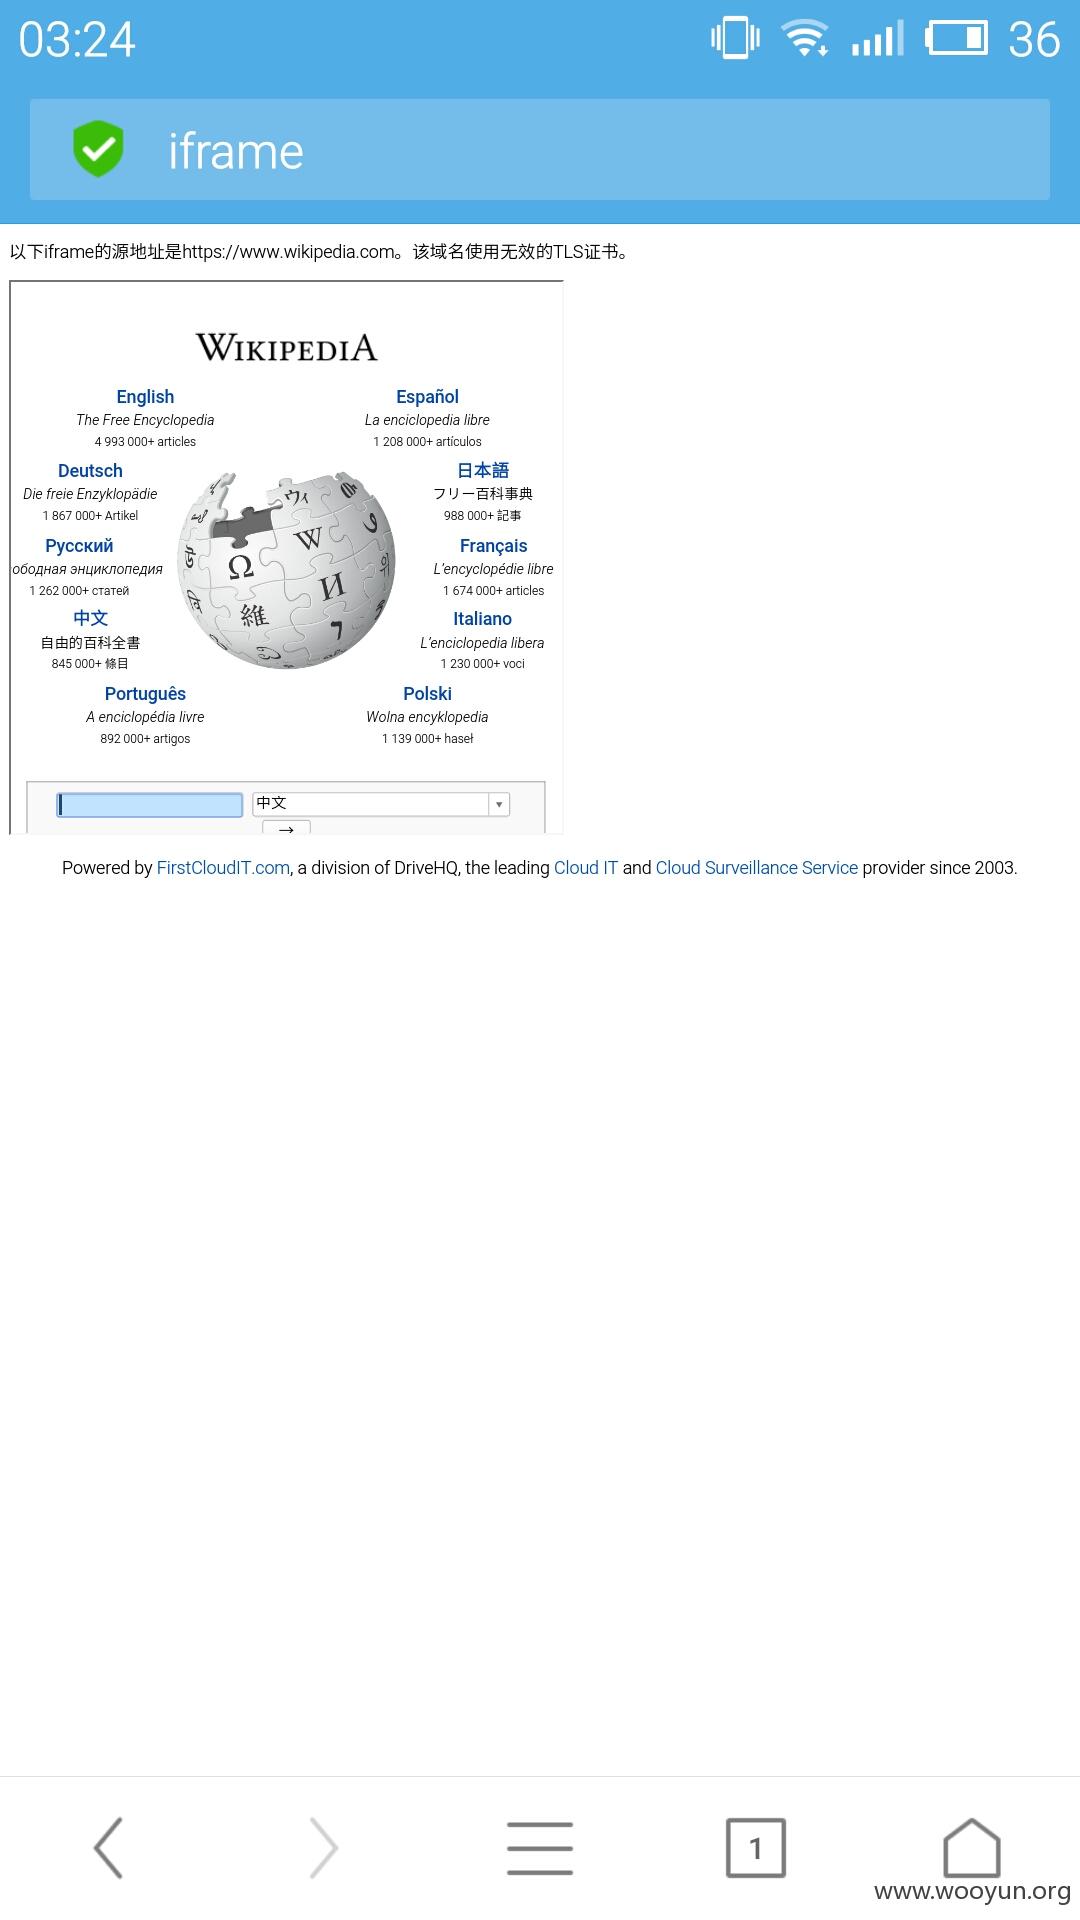 03:24 36
iframe
以下iframe的源地址是https://www.wikipedia.com。该域名使用无效的TLS证书。
WIKIPEDIA
English Español
The Free Encyclopedia La enciclopedia libre
4 993 000+ articles 1 208 000+ artículos
Deutsch 日本語
Die freie Enzyklopädie フリー百科事典
1 867 000+ Artikel 988 000+ 記事
Русский Français
ободная энциклопедия L'encyclopédie libre
1 262 000+ статей 1 674 000+ articles
中文 Italiano
自由的百科全書 L'enciclopedia libera
845 000+ 條目 1 230 000+ voci
Português Polski
A enciclopédia livre Wolna encyklopedia
892 000+ artigos 1 139 000+ haseł
Ω W И 維 ウィ 7
中文
→
Powered by FirstCloudIT.com, a division of DriveHQ, the leading Cloud IT and Cloud Surveillance Service provider since 2003.
1
www.wooyun.org